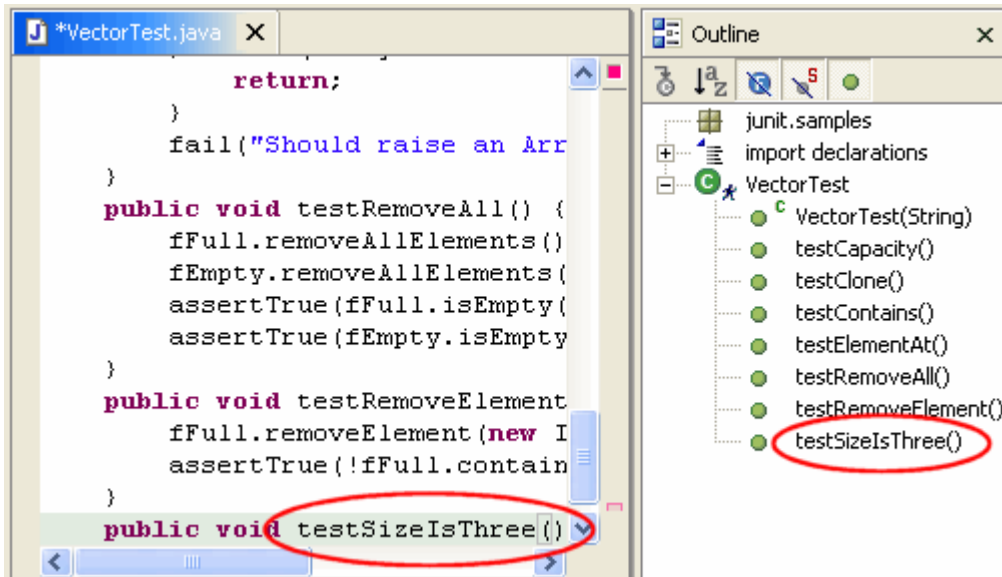 *VectorTest.java
return;
}
fail("Should raise an Arr
}
public void testRemoveAll() {
fFull.removeAllElements()
fEmpty.removeAllElements(
assertTrue(fFull.isEmpty(
assertTrue(fEmpty.isEmpty
}
public void testRemoveElement
fFull.removeElement(new I
assertTrue(!fFull.contain
}
public void testSizeIsThree()
Outline
junit.samples
import declarations
VectorTest
VectorTest(String)
testCapacity()
testClone()
testContains()
testElementAt()
testRemoveAll()
testRemoveElement()
testSizeIsThree()